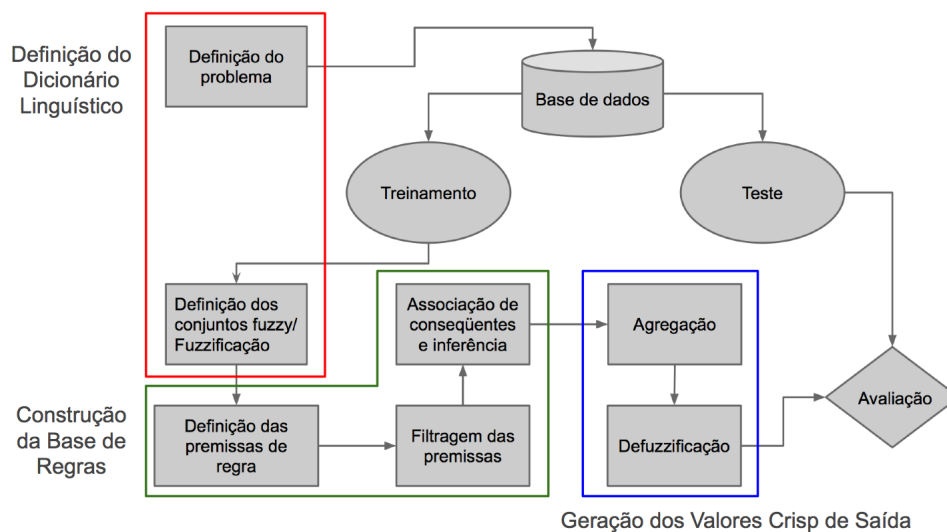 Definição do
Dicionário
Linguístico
Definição do
problema
Base de dados
Treinamento
Teste
Definição dos
conjuntos fuzzy/
Fuzzificação
Associação de
conseqüentes
e inferência
Agregação
Avaliação
Construção
da Base de
Regras
Definição das
premissas de
regra
Filtragem das
premissas
Defuzzificação
Geração dos Valores Crisp de Saída